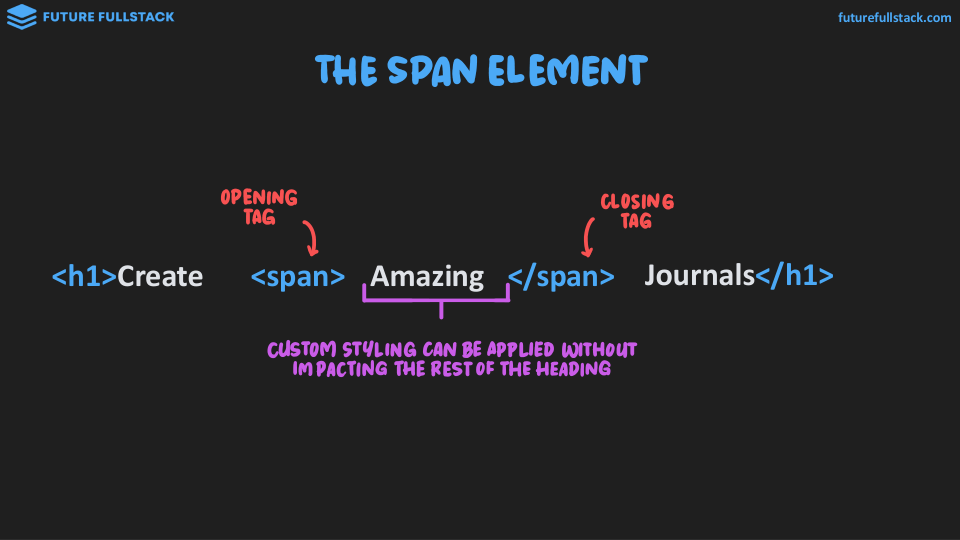 FUTURE FULLSTACK
futurefullstack.com
THE SPAN ELEMENT
OPENING
TAG
CLOSING
TAG
<h1>Create <span> Amazing </span> Journals</h1>
CUSTOM STYLING CAN BE APPLIED WITHOUT
IMPACTING THE REST OF THE HEADING